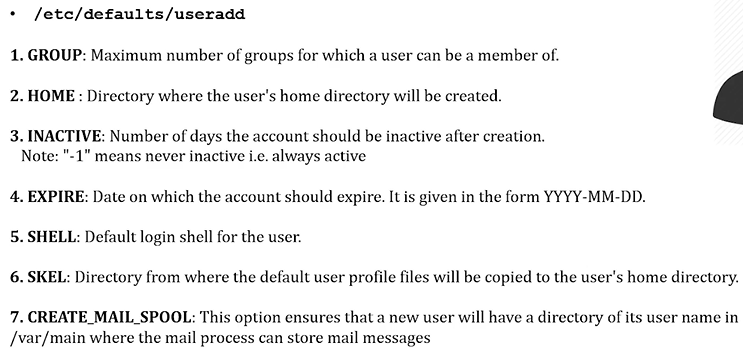 • /etc/defaults/useradd
1. GROUP: Maximum number of groups for which a user can be a member of.
2. HOME : Directory where the user's home directory will be created.
3. INACTIVE: Number of days the account should be inactive after creation.
Note: "-1" means never inactive i.e. always active
4. EXPIRE: Date on which the account should expire. It is given in the form YYYY-MM-DD.
5. SHELL: Default login shell for the user.
6. SKEL: Directory from where the default user profile files will be copied to the user's home directory.
7. CREATE_MAIL_SPOOL: This option ensures that a new user will have a directory of its user name in
/var/main where the mail process can store mail messages